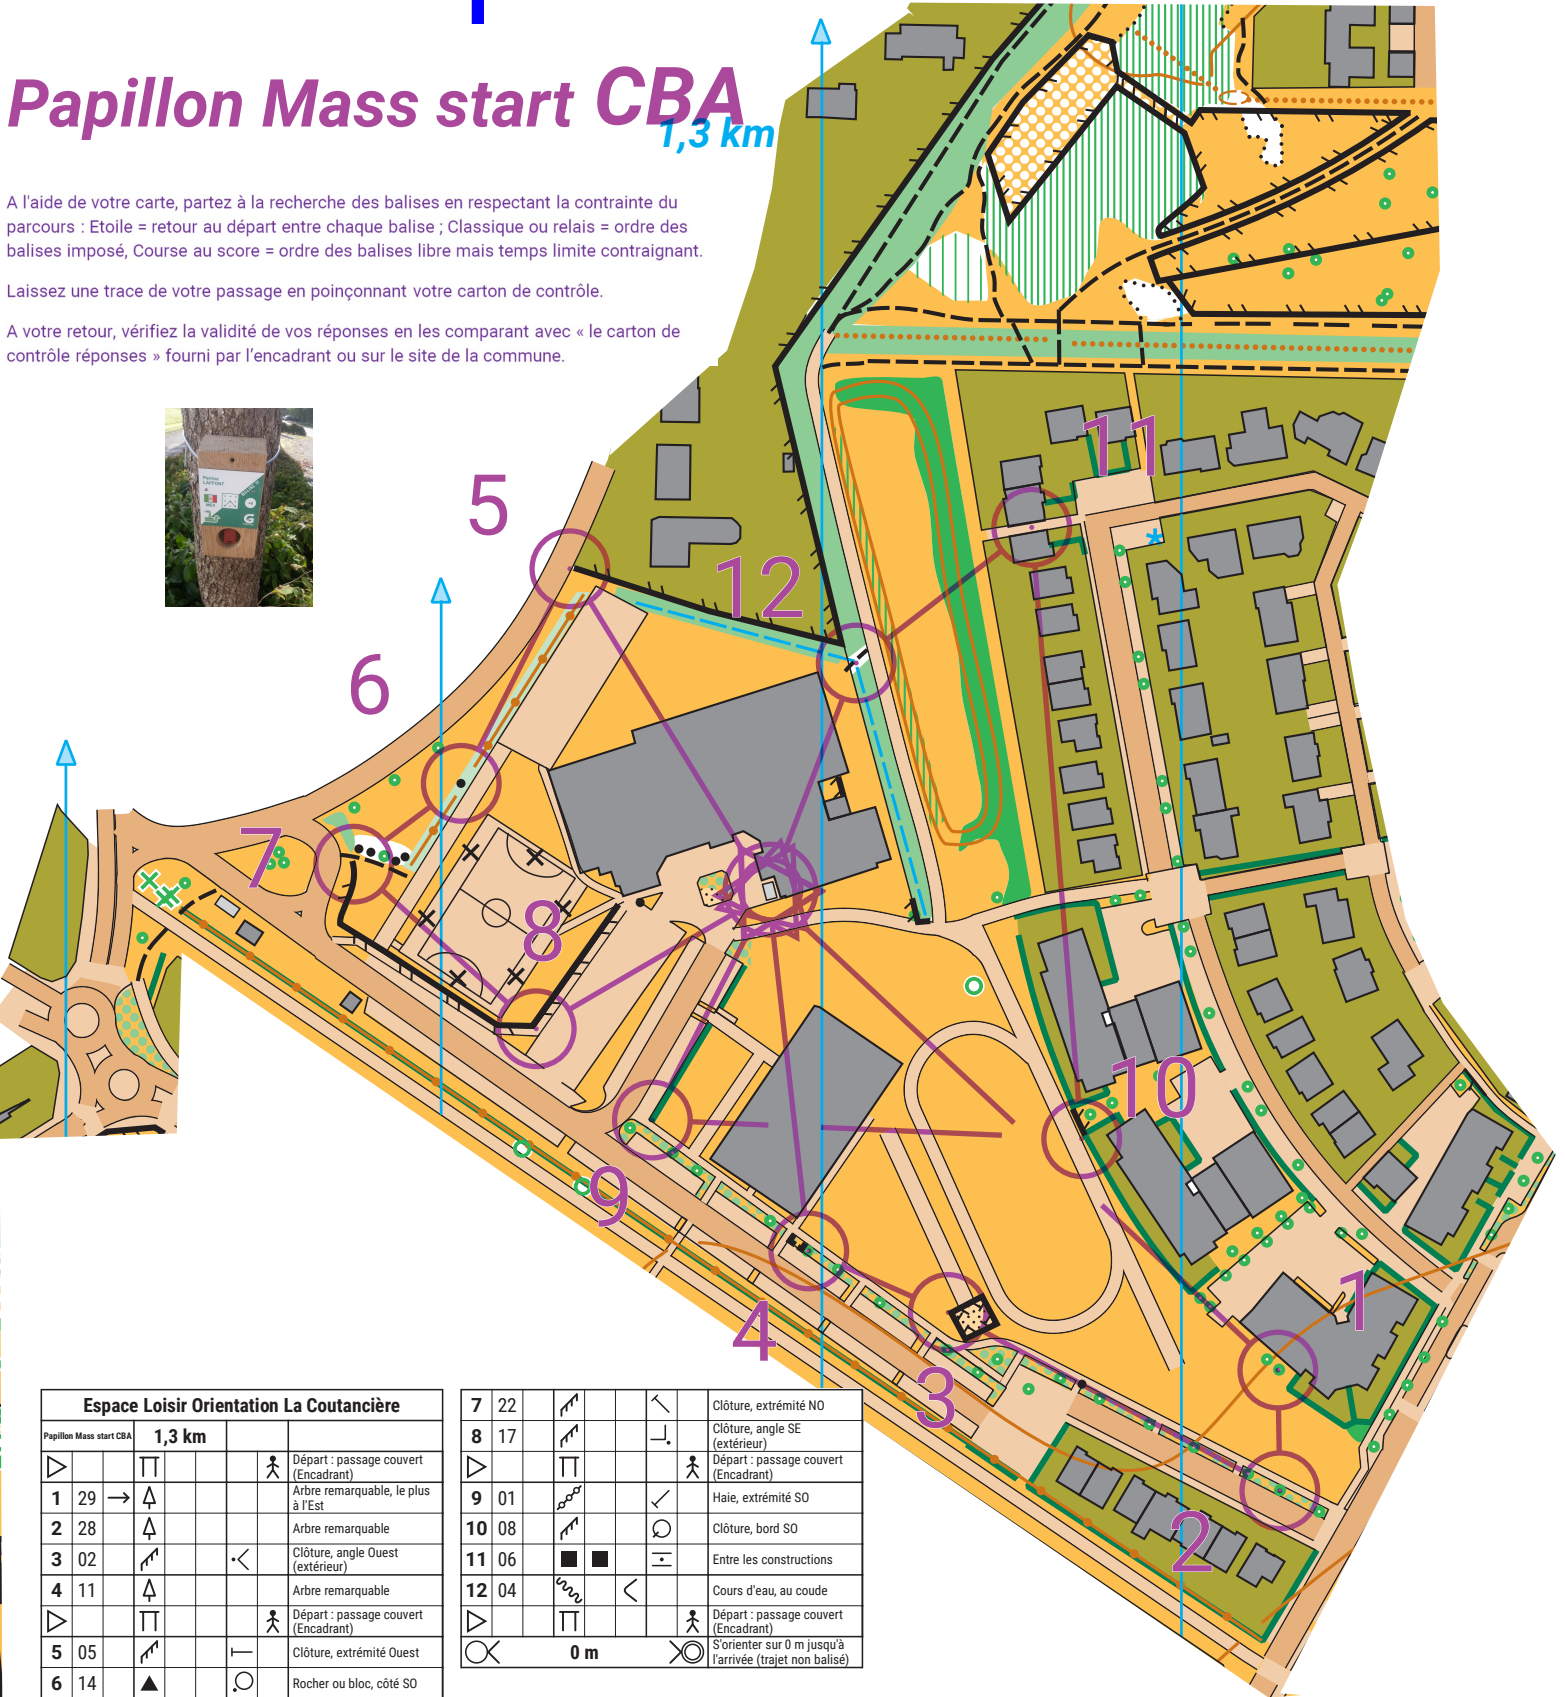 Papillon Mass start CBA
1,3 km
A l'aide de votre carte, partez à la recherche des balises en respectant la contrainte du
parcours : Etoile = retour au départ entre chaque balise ; Classique ou relais = ordre des
balises imposé, Course au score = ordre des balises libre mais temps limite contraignant.
Laissez une trace de votre passage en poinçonnant votre carton de contrôle.
A votre retour, vérifiez la validité de vos réponses en les comparant avec « le carton de
contrôle réponses » fourni par l'encadrant ou sur le site de la commune.
11
5
12
6
7
8
10
9
1
4
3
2
Espace Loisir Orientation La Coutancière
Papillon Mass start CBA 1,3 km
Départ : passage couvert
(Encadrant)
1 29 Arbre remarquable, le plus
à l'Est
2 28 Arbre remarquable
3 02 Clôture, angle Ouest
(extérieur)
4 11 Arbre remarquable
Départ : passage couvert
(Encadrant)
5 05 Clôture, extrémité Ouest
6 14 Rocher ou bloc, côté SO
7 22 Clôture, extrémité NO
8 17 Clôture, angle SE
(extérieur)
Départ : passage couvert
(Encadrant)
9 01 Haie, extrémité SO
10 08 Clôture, bord SO
11 06 Entre les constructions
12 04 Cours d'eau, au coude
Départ : passage couvert
(Encadrant)
0 m S'orienter sur 0 m jusqu'à
l'arrivée (trajet non balisé)